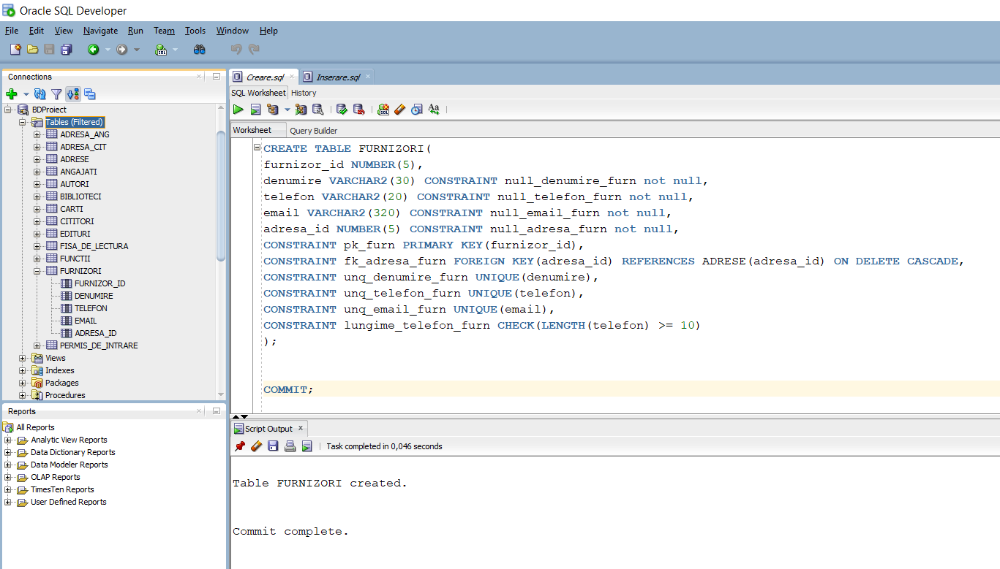 Oracle SQL Developer
File Edit View Navigate Run Team Tools Window Help
Connections
BDProject
Tables (Filtered)
ADRESA_ANG
ADRESA_CIT
ADRESE
ANGAJATI
AUTORI
BIBLIOTECI
CARTI
CITITORI
EDITURI
FISA_DE_LECTURA
FUNCTII
FURNIZORI
FURNIZOR_ID
DENUMIRE
TELEFON
EMAIL
ADRESA_ID
PERMIS_DE_INTRARE
Views
Indexes
Packages
Procedures
Reports
All Reports
Analytic View Reports
Data Dictionary Reports
Data Modeler Reports
OLAP Reports
TimesTen Reports
User Defined Reports
Creare.sql Inserare.sql
SQL Worksheet History
Worksheet Query Builder
CREATE TABLE FURNIZORI(
furnizor_id NUMBER(5),
denumire VARCHAR2(30) CONSTRAINT null_denumire_furn not null,
telefon VARCHAR2(20) CONSTRAINT null_telefon_furn not null,
email VARCHAR2(320) CONSTRAINT null_email_furn not null,
adresa_id NUMBER(5) CONSTRAINT null_adresa_furn not null,
CONSTRAINT pk_furn PRIMARY KEY(furnizor_id),
CONSTRAINT fk_adresa_furn FOREIGN KEY(adresa_id) REFERENCES ADRESE(adresa_id) ON DELETE CASCADE,
CONSTRAINT unq_denumire_furn UNIQUE(denumire),
CONSTRAINT unq_telefon_furn UNIQUE(telefon),
CONSTRAINT unq_email_furn UNIQUE(email),
CONSTRAINT lungime_telefon_furn CHECK(LENGTH(telefon) >= 10)
);
COMMIT;
Script Output
Task completed in 0,046 seconds
Table FURNIZORI created.
Commit complete.